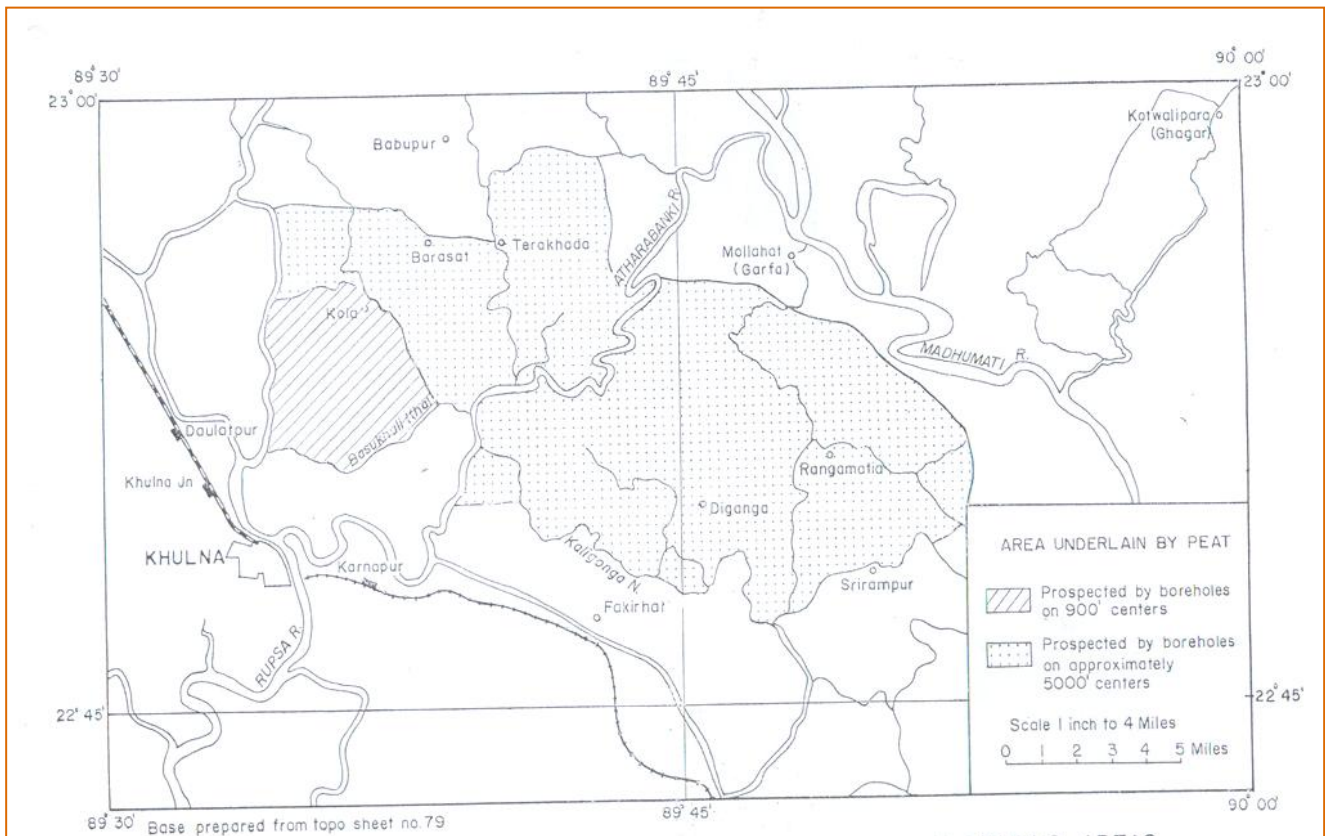 89° 30'
89° 45'
90° 00'
23° 00'
23° 00'
Kotwalipara
(Ghagar)
Babupur
ATHARABANKI R.
Barasat
Terakhada
Mollahat
(Garfa)
Kola
MADHUMATI R.
Daulatpur
Basukhali
Rangamatia
Khulna Jn
Diganga
KHULNA
Karnapur
Kaligonga N.
Srirampur
Fakirhat
RUPSA R.
AREA UNDERLAIN BY PEAT
Prospected by boreholes
on 900' centers
Prospected by boreholes
on approximately
5000' centers
22° 45'
22° 45'
Scale 1 inch to 4 Miles
0 1 2 3 4 5 Miles
89° 30'
89° 45'
90° 00'
Base prepared from topo sheet no. 79